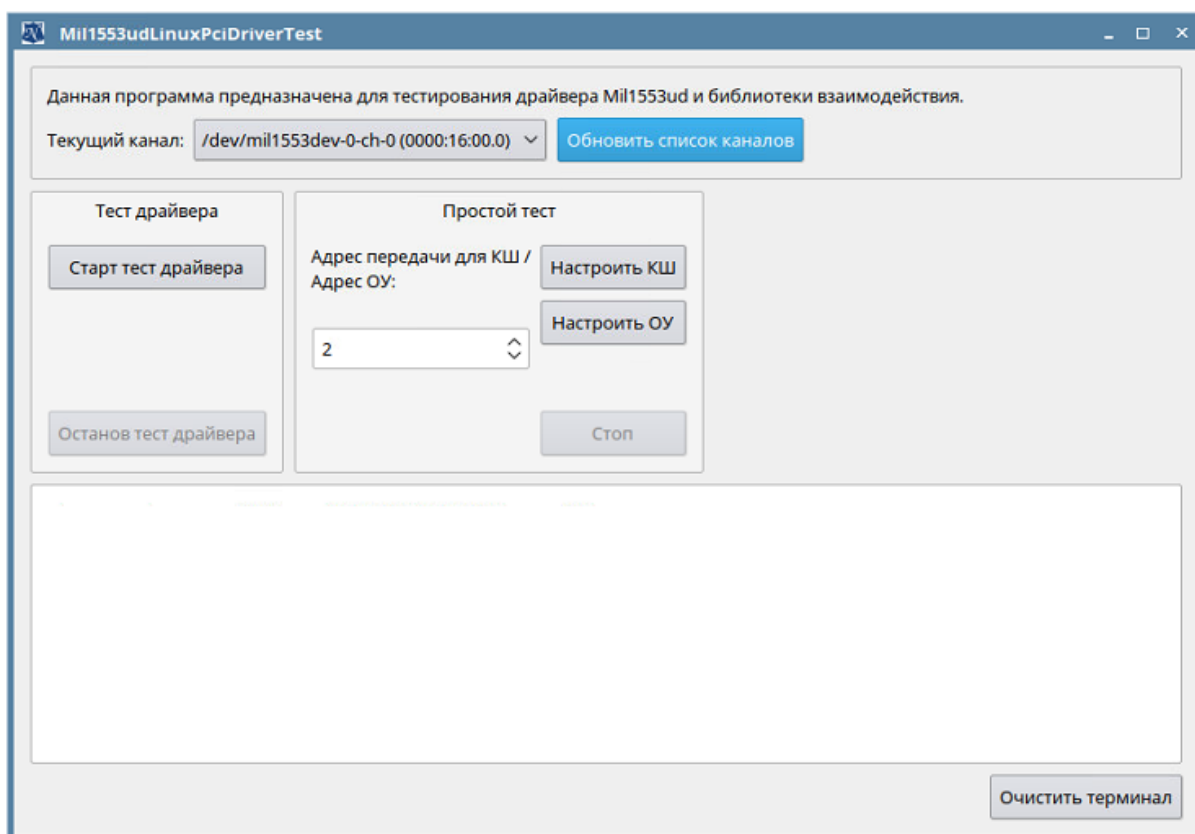 Mil1553udLinuxPciDriverTest
Данная программа предназначена для тестирования драйвера Mil1553ud и библиотеки взаимодействия.
Текущий канал: /dev/mil1553dev-0-ch-0 (0000:16:00.0) Обновить список каналов
Тест драйвера
Старт тест драйвера
Останов тест драйвера
Простой тест
Адрес передачи для КШ /
Адрес ОУ:
2
Настроить КШ
Настроить ОУ
Стоп
Очистить терминал